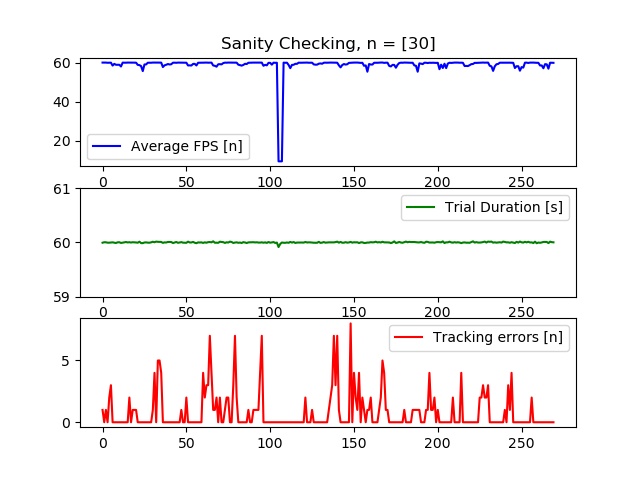 Sanity Checking, n = [30]
60
40
20
Average FPS [n]
0 50 100 150 200 250
61
60
59
Trial Duration [s]
0 50 100 150 200 250
5
0
Tracking errors [n]
0 50 100 150 200 250